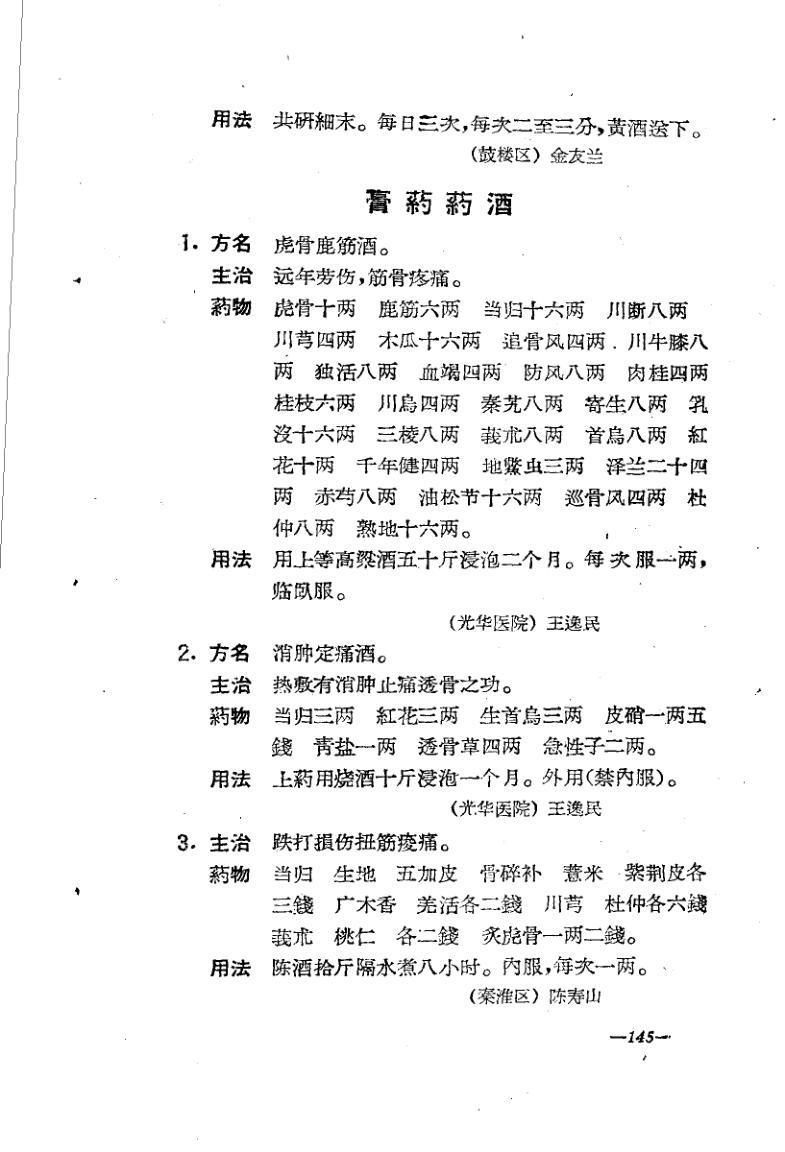 用法 共研細末。每日三次，每次二至三分，黄酒送下。
（鼓楼区）金友兰
膏葯葯酒
1. 方名 虎骨鹿筋酒。
主治 远年劳伤，筋骨疼痛。
葯物 虎骨十两 鹿筋六两 当归十六两 川断八两
川芎四两 木瓜十六两 追骨风四两 川牛膝八
两 独活八两 血竭四两 防风八两 肉桂四两
桂枝六两 川烏四两 秦艽八两 寄生八两 乳
沒十六两 三棱八两 莪朮八两 首烏八两 紅
花十两 千年健四两 地鱉虫三两 泽兰二十四
两 赤芍八两 油松节十六两 巡骨风四两 杜
仲八两 熟地十六两。
用法 用上等高粱酒五十斤浸泡二个月。每次服一两，
临臥服。
（光华医院）王逸民
2. 方名 消肿定痛酒。
主治 热敷有消肿止痛透骨之功。
葯物 当归三两 紅花三两 生首烏三两 皮硝一两五
錢 青盐一两 透骨草四两 急性子二两。
用法 上葯用烧酒十斤浸泡一个月。外用（禁內服）。
（光华医院）王逸民
3. 主治 跌打損伤扭筋痠痛。
葯物 当归 生地 五加皮 骨碎补 薏米 紫荆皮各
三錢 广木香 羌活各二錢 川芎 杜仲各六錢
莪朮 桃仁 各二錢 炙虎骨一两二錢。
用法 陈酒拾斤隔水煮八小时。內服，每次一两。
（秦淮区）陈寿山
—145—